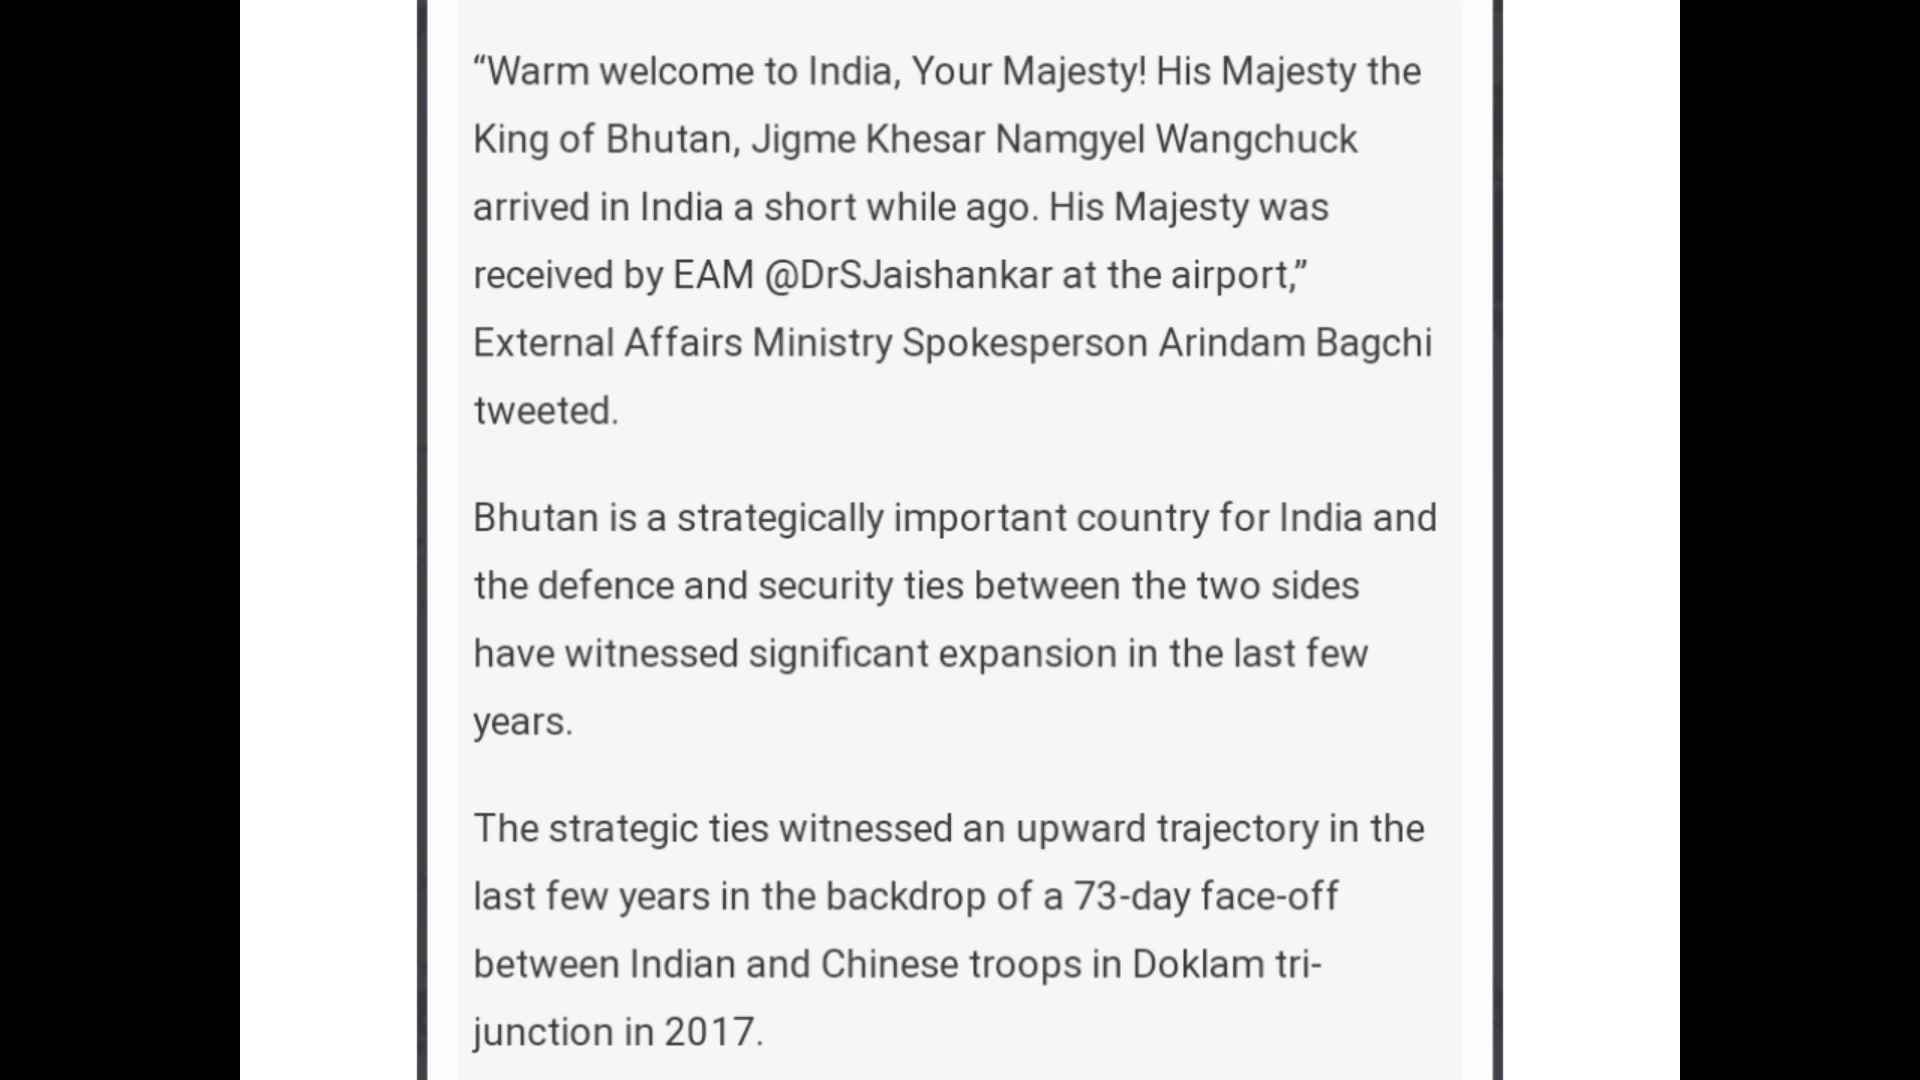 “Warm welcome to India, Your Majesty! His Majesty the
King of Bhutan, Jigme Khesar Namgyel Wangchuck
arrived in India a short while ago. His Majesty was
received by EAM @DrSJaishankar at the airport,”
External Affairs Ministry Spokesperson Arindam Bagchi
tweeted.
Bhutan is a strategically important country for India and
the defence and security ties between the two sides
have witnessed significant expansion in the last few
years.
The strategic ties witnessed an upward trajectory in the
last few years in the backdrop of a 73-day face-off
between Indian and Chinese troops in Doklam tri-
junction in 2017.